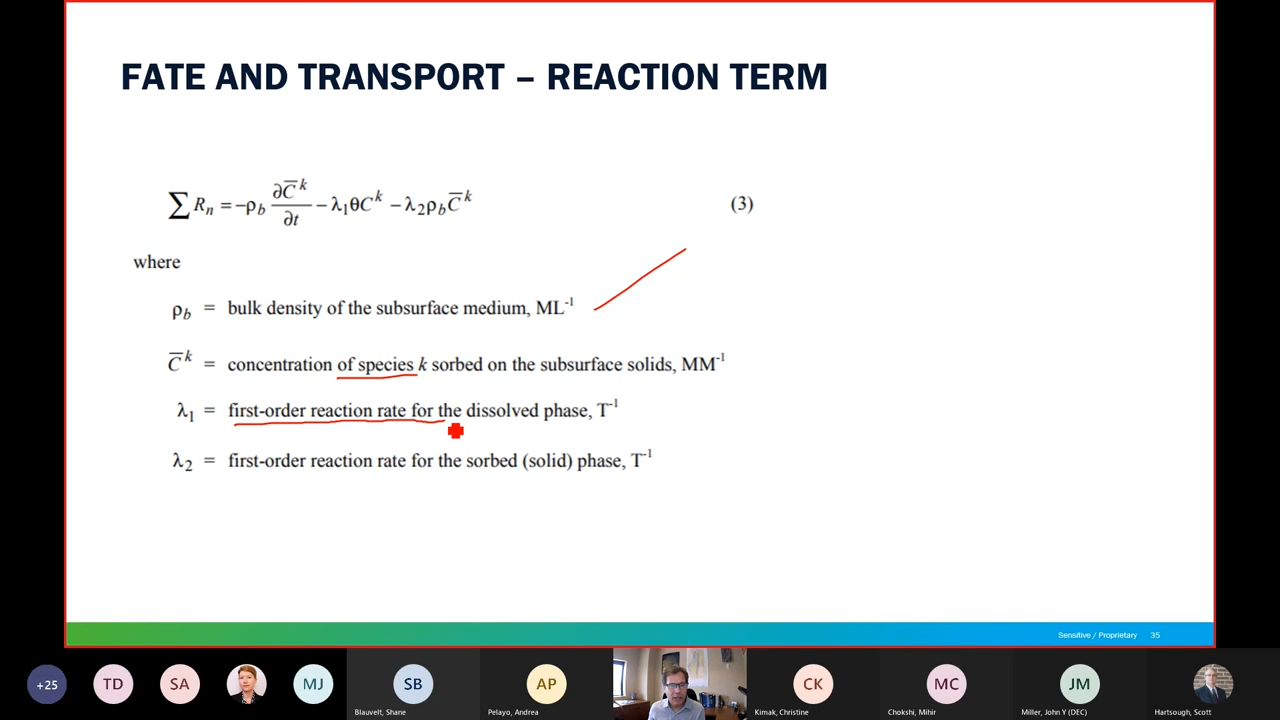 FATE AND TRANSPORT – REACTION TERM
∑ Rₙ = −ρ_b ∂C̅ᵏ/∂t − λ₁θCᵏ − λ₂ρ_bC̅ᵏ (3)
where
ρ_b = bulk density of the subsurface medium, ML⁻¹
C̅ᵏ = concentration of species k sorbed on the subsurface solids, MM⁻¹
λ₁ = first-order reaction rate for the dissolved phase, T⁻¹
λ₂ = first-order reaction rate for the sorbed (solid) phase, T⁻¹
Sensitive / Proprietary 35
+25 TD SA MJ SB AP CK MC JM
Blauvelt, Shane Pelayo, Andrea Kimak, Christine Chokshi, Mihir Miller, John Y (DEC) Hartsough, Scott